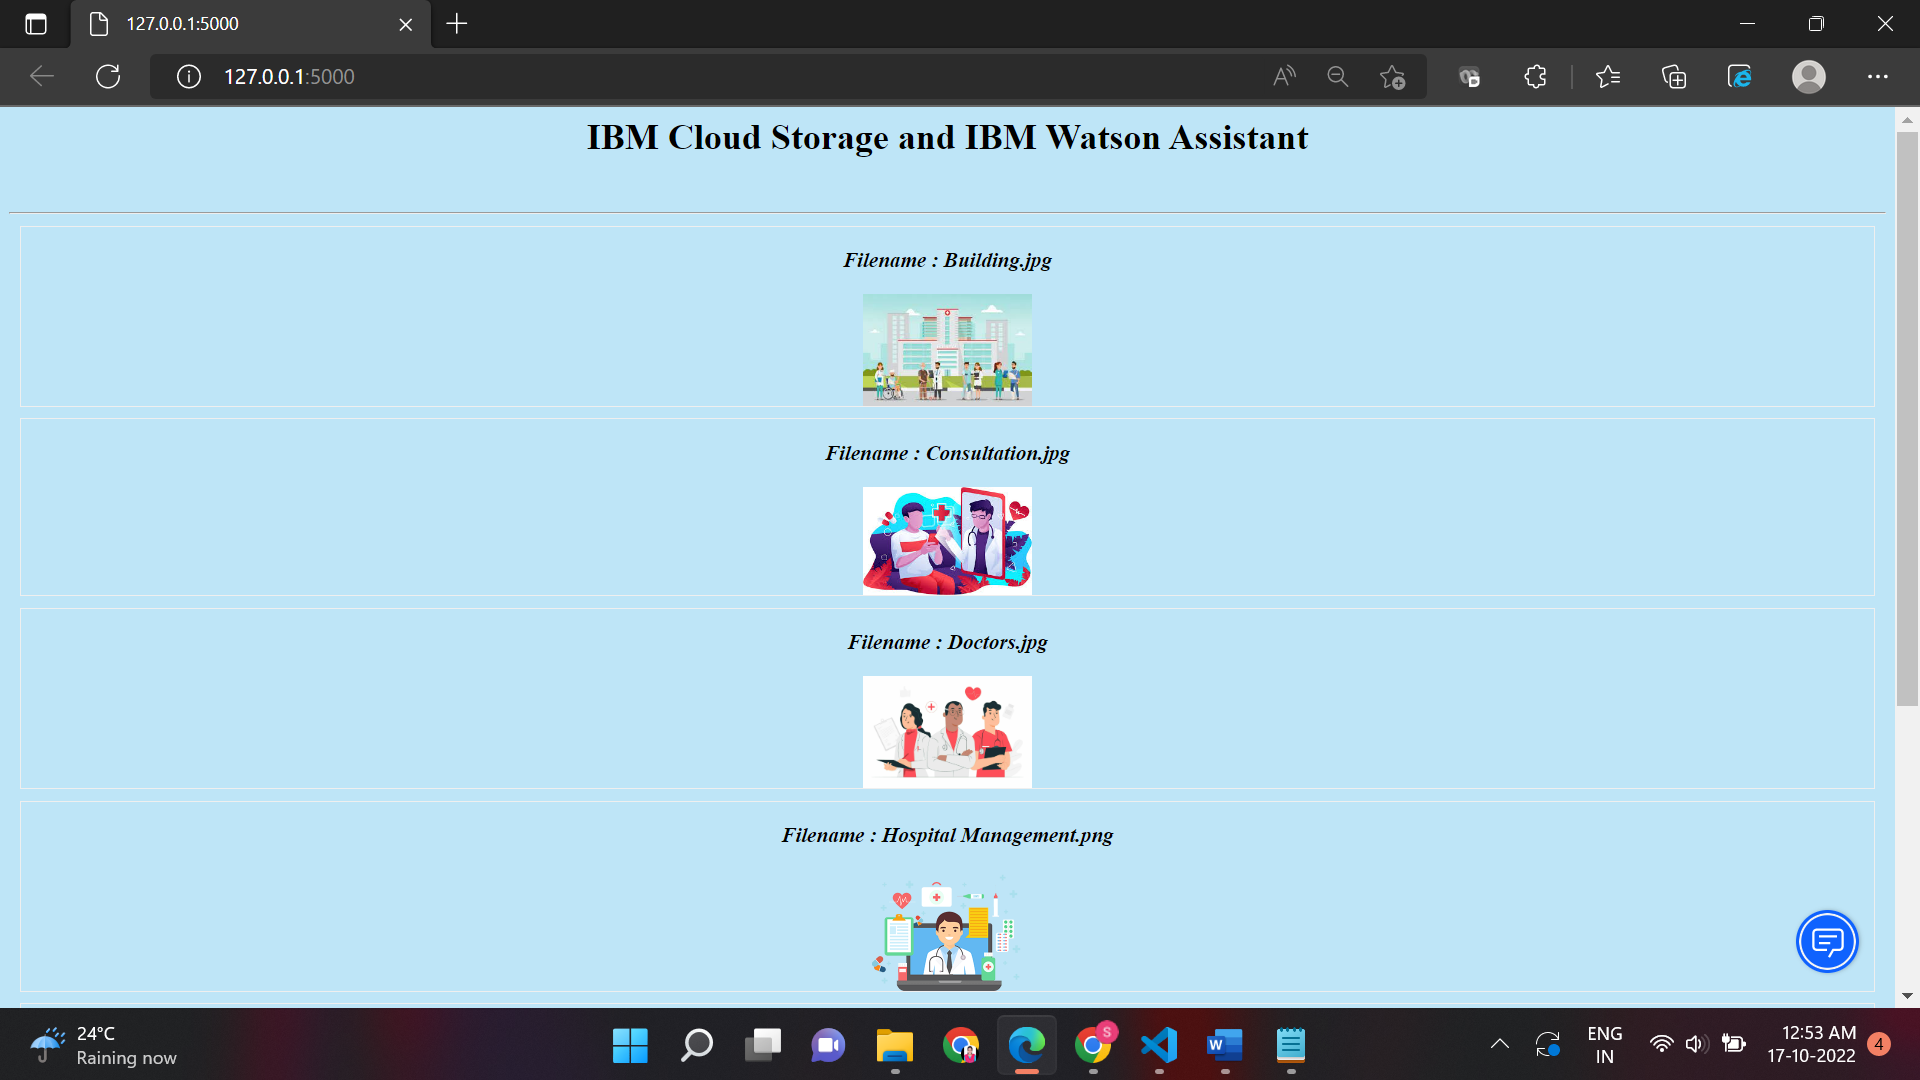 127.0.0.1:5000
127.0.0.1:5000
IBM Cloud Storage and IBM Watson Assistant
Filename : Building.jpg
Filename : Consultation.jpg
Filename : Doctors.jpg
Filename : Hospital Management.png
24°C
Raining now
S
W
ENG
IN
12:53 AM
17-10-2022
4